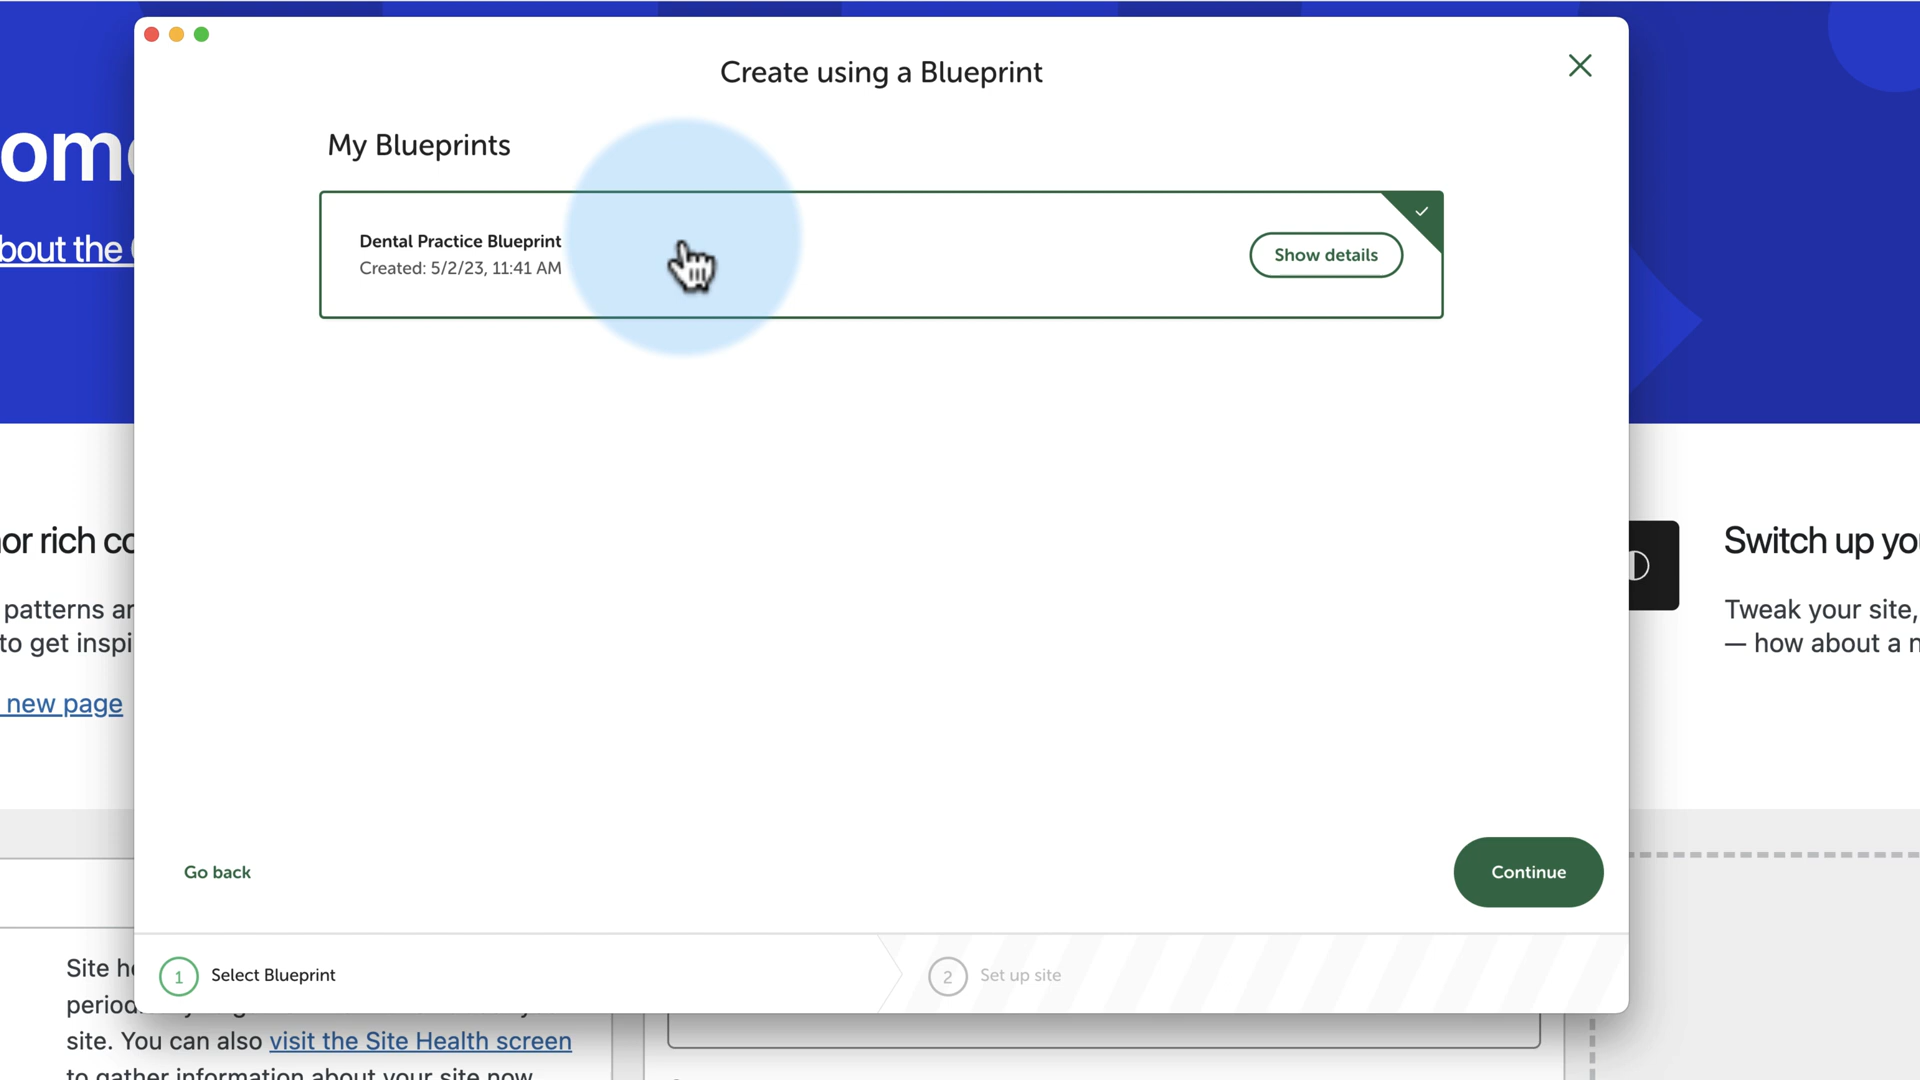 Create using a Blueprint
My Blueprints
Dental Practice Blueprint
Created: 5/2/23, 11:41 AM
Show details
bout the
or rich co
patterns ar
to get inspi
new page
Switch up you
Tweak your site,
— how about a n
Go back
Continue
1 Select Blueprint
2 Set up site
Site he
period
site. You can also visit the Site Health screen
to gather information about your site now